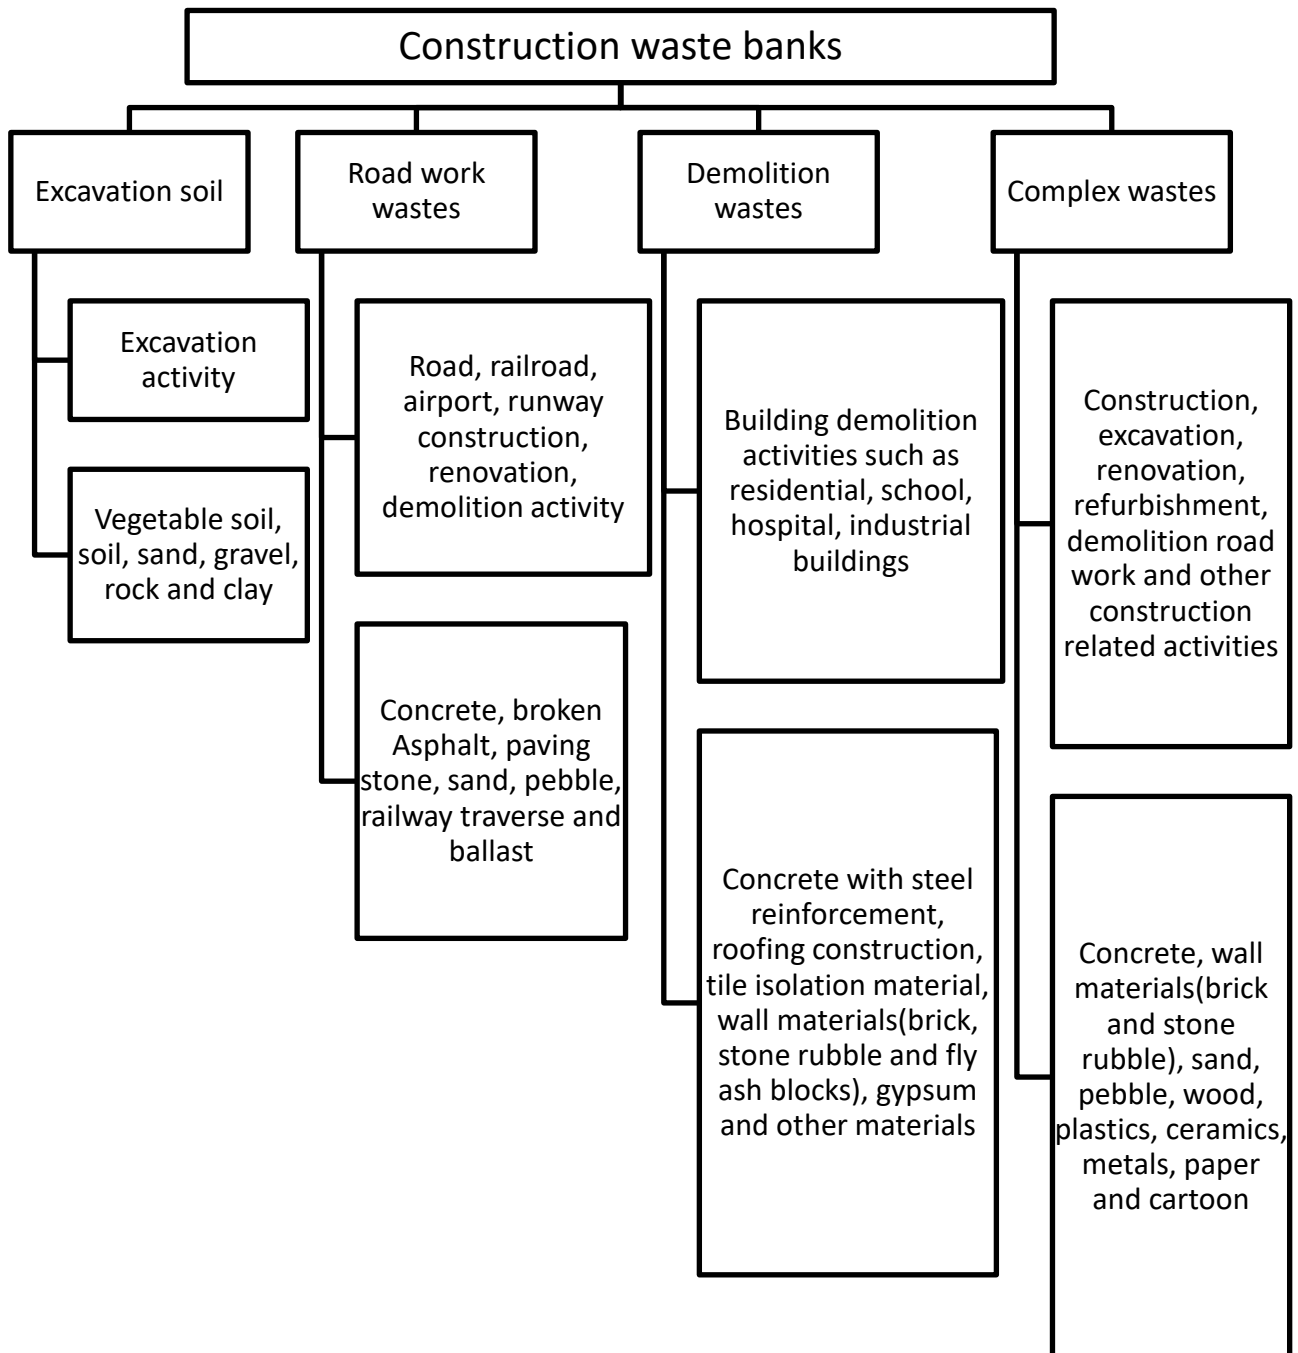 Construction waste banks
Excavation soil
Excavation
activity
Vegetable soil,
soil, sand, gravel,
rock and clay
Road work
wastes
Road, railroad,
airport, runway
construction,
renovation,
demolition activity
Concrete, broken
Asphalt, paving
stone, sand, pebble,
railway traverse and
ballast
Demolition
wastes
Building demolition
activities such as
residential, school,
hospital, industrial
buildings
Concrete with steel
reinforcement,
roofing construction,
tile isolation material,
wall materials(brick,
stone rubble and fly
ash blocks), gypsum
and other materials
Complex wastes
Construction,
excavation,
renovation,
refurbishment,
demolition road
work and other
construction
related activities
Concrete, wall
materials(brick
and stone
rubble), sand,
pebble, wood,
plastics, ceramics,
metals, paper
and cartoon